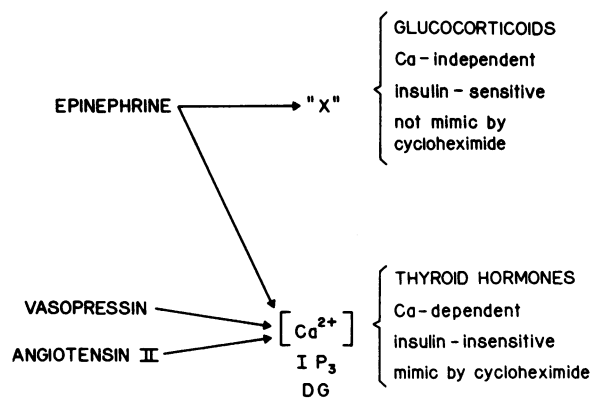 GLUCOCORTICOIDS
Ca-independent
insulin-sensitive
not mimic by
cycloheximide
EPINEPHRINE
"X"
THYROID HORMONES
Ca-dependent
insulin-insensitive
mimic by cycloheximide
VASOPRESSIN
ANGIOTENSIN II
[Ca²⁺]
I P₃
DG